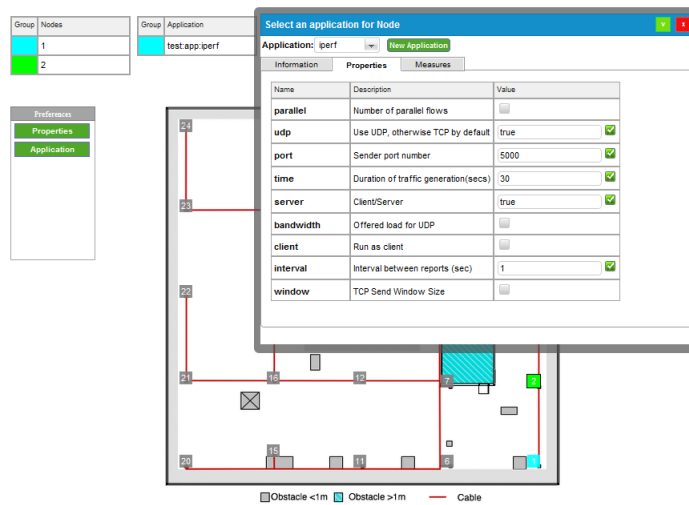 Group Nodes
1
2
Group Application
test:app:iperf
Select an application for Node
v x
Application: iperf New Application
Information Properties Measures
Name Description Value
parallel Number of parallel flows
udp Use UDP, otherwise TCP by default true
port Sender port number 5000
time Duration of traffic generation(secs) 30
server Client/Server true
bandwidth Offered load for UDP
client Run as client
interval Interval between reports (sec) 1
window TCP Send Window Size
Preferences
Properties
Application
24
23
22
21 16 12 7 2
15
20 11 6 1
Obstacle <1m Obstacle >1m Cable